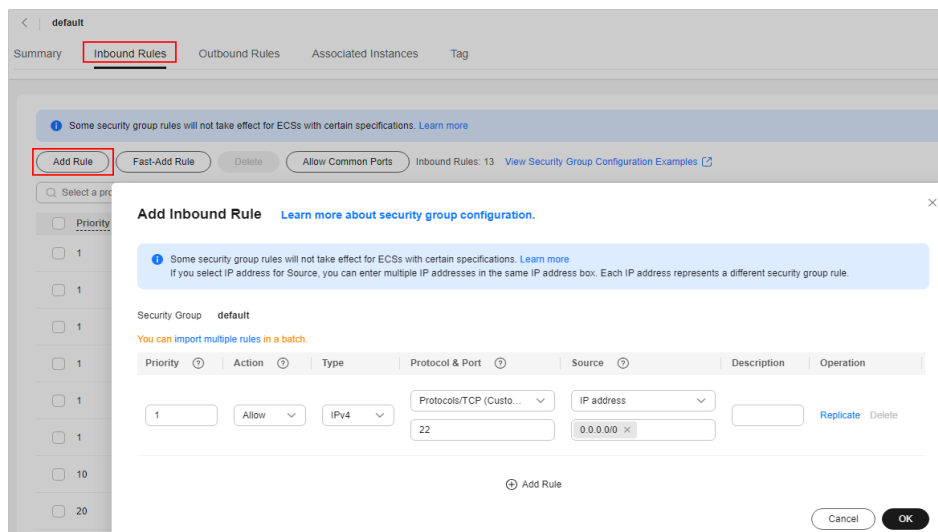 default
Summary Inbound Rules Outbound Rules Associated Instances Tag
Some security group rules will not take effect for ECSs with certain specifications. Learn more
Add Rule Fast-Add Rule Delete Allow Common Ports Inbound Rules: 13 View Security Group Configuration Examples
Select a pro
Priority
1
1
1
1
1
1
10
20
Add Inbound Rule Learn more about security group configuration.
Some security group rules will not take effect for ECSs with certain specifications. Learn more
If you select IP address for Source, you can enter multiple IP addresses in the same IP address box. Each IP address represents a different security group rule.
Security Group default
You can import multiple rules in a batch.
Priority Action Type Protocol & Port Source Description Operation
1 Allow IPv4 Protocols/TCP (Custo... IP address Replicate Delete
22 0.0.0.0/0
Add Rule
Cancel OK